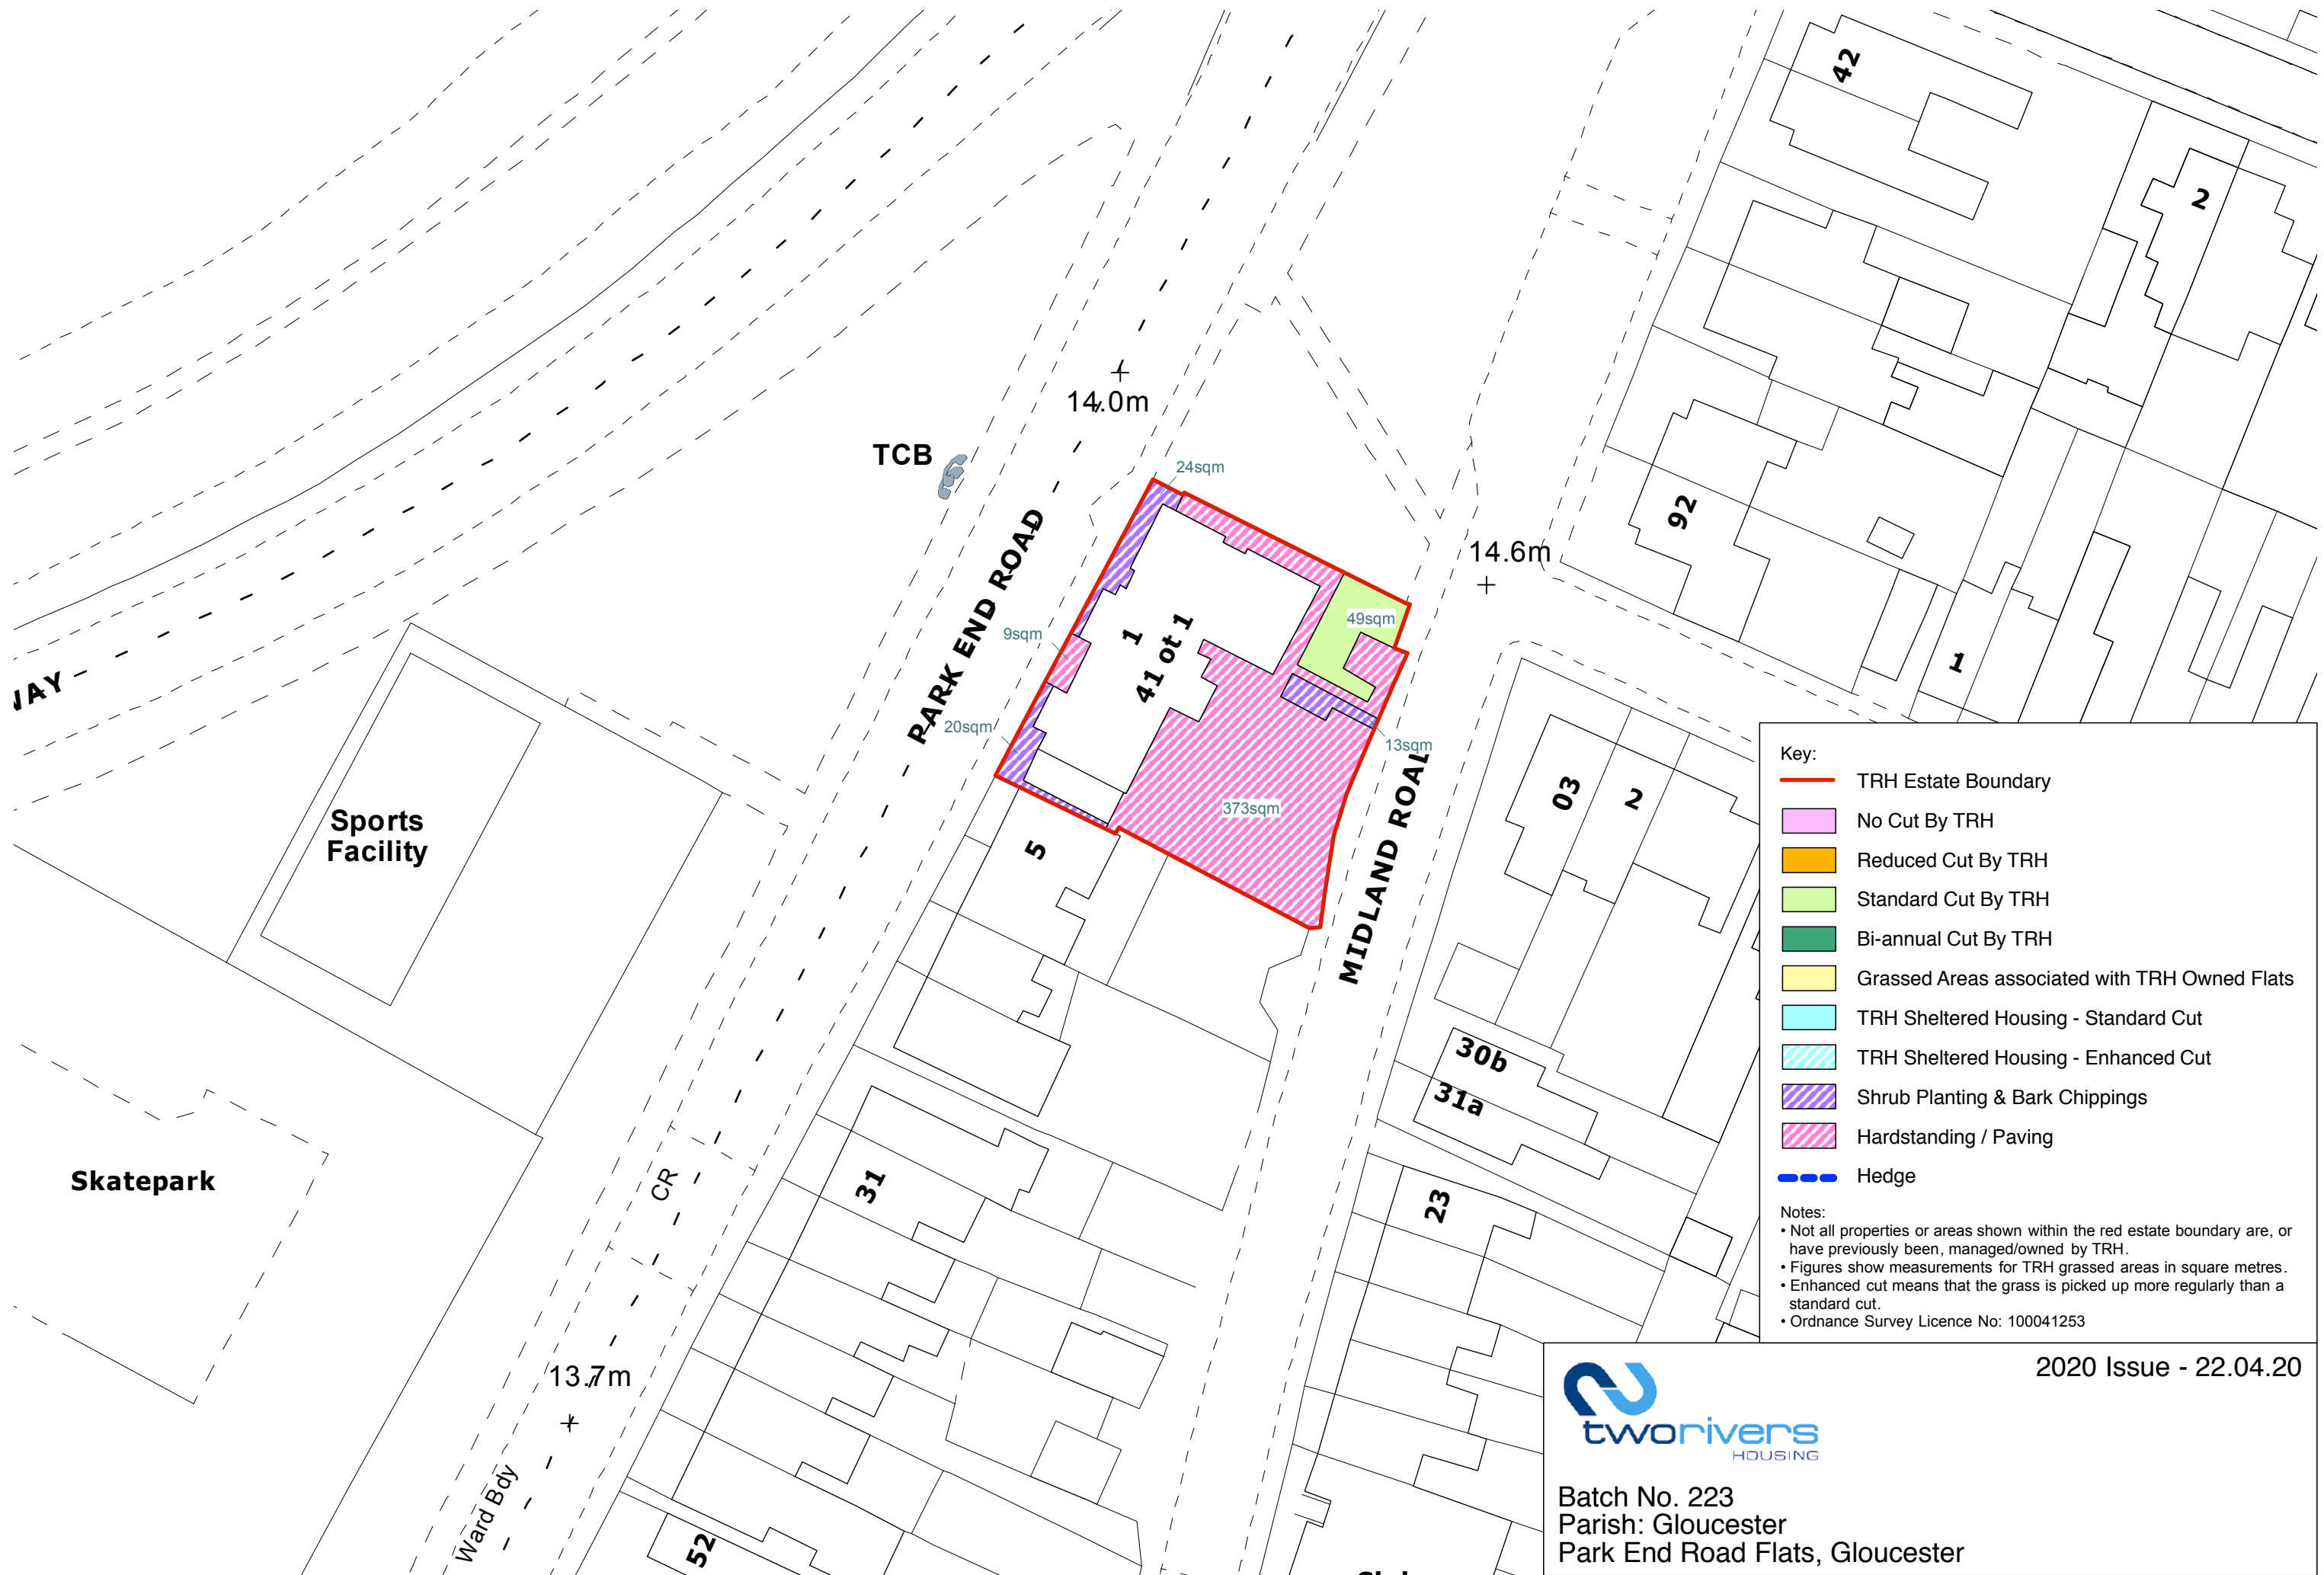 42
2
14.0m
TCB
24sqm
92
14.6m
PARK END ROAD
49sqm
9sqm
1
41 ot 1
1
WAY
20sqm
13sqm
Sports
Facility
373sqm
03
2
5
MIDLAND ROAD
30b
31a
Skatepark
CR
31
23
13.7m
Ward Bdy
52
Key:
TRH Estate Boundary
No Cut By TRH
Reduced Cut By TRH
Standard Cut By TRH
Bi-annual Cut By TRH
Grassed Areas associated with TRH Owned Flats
TRH Sheltered Housing - Standard Cut
TRH Sheltered Housing - Enhanced Cut
Shrub Planting & Bark Chippings
Hardstanding / Paving
Hedge
Notes:
• Not all properties or areas shown within the red estate boundary are, or
have previously been, managed/owned by TRH.
• Figures show measurements for TRH grassed areas in square metres.
• Enhanced cut means that the grass is picked up more regularly than a
standard cut.
• Ordnance Survey Licence No: 100041253
2020 Issue - 22.04.20
tworivers
HOUSING
Batch No. 223
Parish: Gloucester
Park End Road Flats, Gloucester